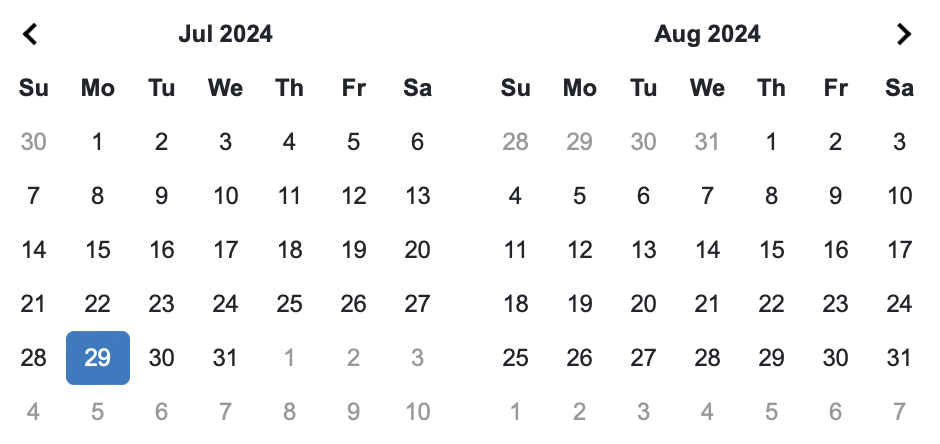 Jul 2024
Su Mo Tu We Th Fr Sa
30 1 2 3 4 5 6
7 8 9 10 11 12 13
14 15 16 17 18 19 20
21 22 23 24 25 26 27
28 29 30 31 1 2 3
4 5 6 7 8 9 10
Aug 2024
Su Mo Tu We Th Fr Sa
28 29 30 31 1 2 3
4 5 6 7 8 9 10
11 12 13 14 15 16 17
18 19 20 21 22 23 24
25 26 27 28 29 30 31
1 2 3 4 5 6 7